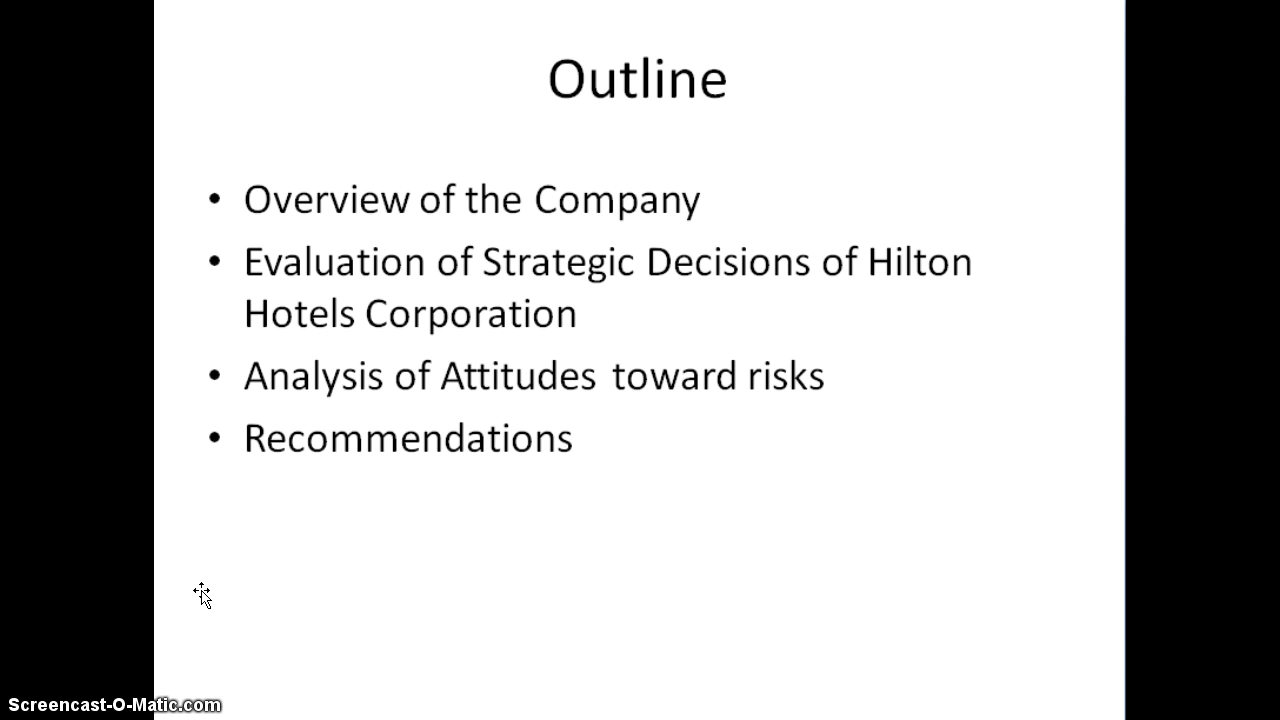 Outline
• Overview of the Company
• Evaluation of Strategic Decisions of Hilton
Hotels Corporation
• Analysis of Attitudes toward risks
• Recommendations
Screencast-O-Matic.com